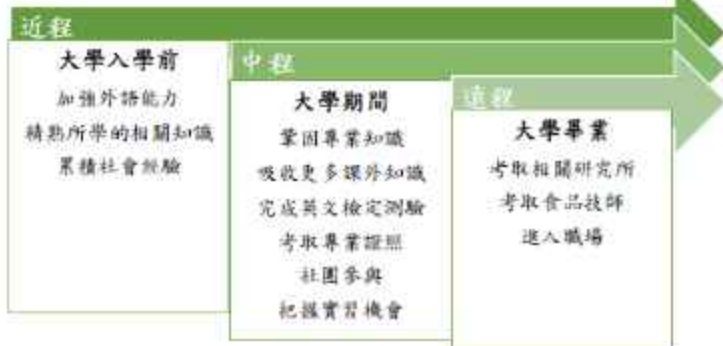 近程
大學入學前
加強外語能力
精熟所學的相關知識
累積社會經驗
中程
大學期間
鞏固專業知識
吸收更多課外知識
完成英文檢定測驗
考取專業證照
社團參與
把握實習機會
遠程
大學畢業
考取相關研究所
考取食品技師
進入職場